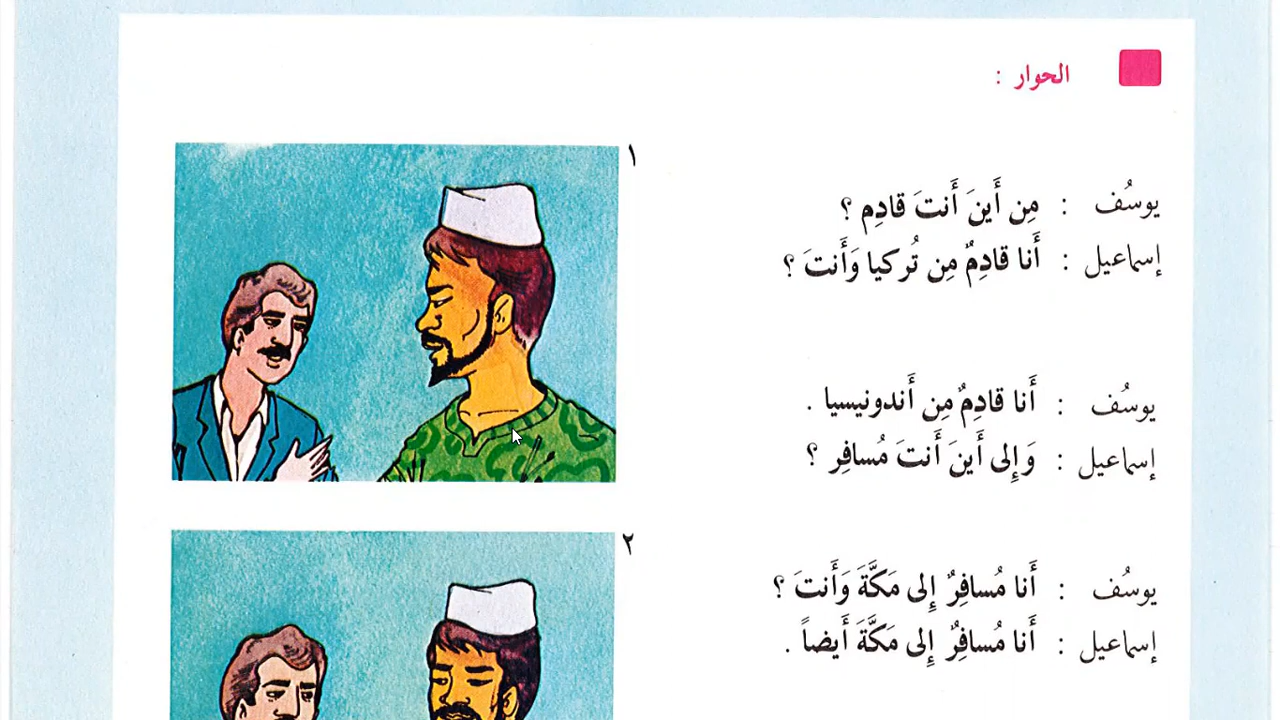 الحوار :
١
يوسُف : مِن أَينَ أَنتَ قادِم ؟
إسماعيل : أَنا قادِمٌ مِن تُركيا وَأَنتَ ؟
يوسُف : أَنا قادِمٌ مِن أَندونيسيا .
إسماعيل : وَإِلى أَينَ أَنتَ مُسافِر ؟
٢
يوسُف : أَنا مُسافِرٌ إِلى مَكَّةَ وَأَنتَ ؟
إسماعيل : أَنا مُسافِرٌ إِلى مَكَّةَ أَيضاً .